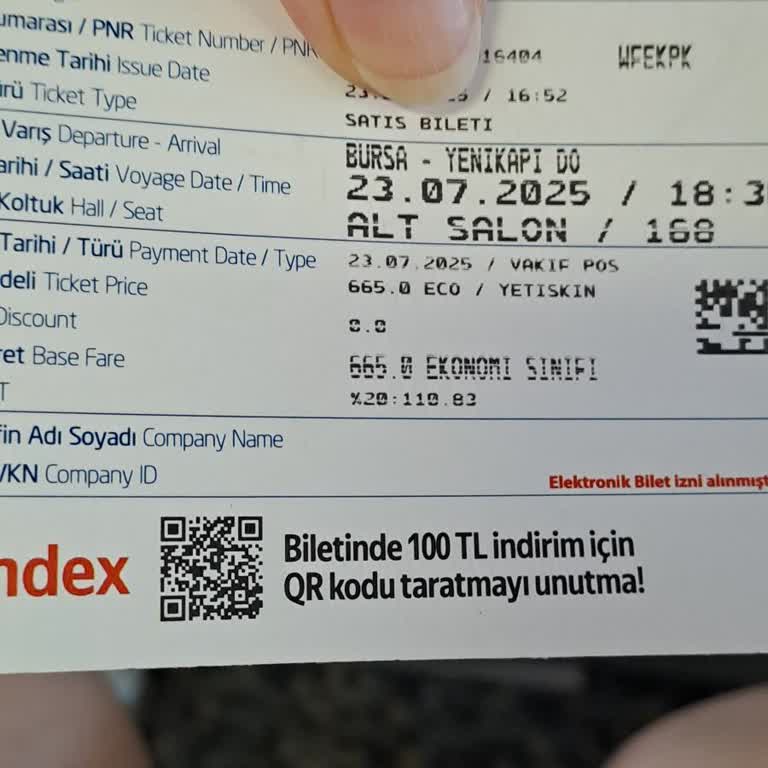 umarası / PNR Ticket Number / PNR 16404 WFEKPK
enme Tarihi Issue Date / 16:52
ürü Ticket Type SATIS BILETI
Varış Departure - Arrival BURSA - YENIKAPI DO
arihi / Saati Voyage Date / Time 23.07.2025 / 18:3
Koltuk Hall / Seat ALT SALON / 168
Tarihi / Türü Payment Date / Type 23.07.2025 / VAKIF POS
deli Ticket Price 665.0 ECO / YETISKIN
Discount 0.0
ret Base Fare 665.0 EKONOMI SINIFI
T %20:110.83
in Adı Soyadı Company Name
VKN Company ID
Elektronik Bilet izni alınmışt
ndex
Biletinde 100 TL indirim için
QR kodu taratmayı unutma!